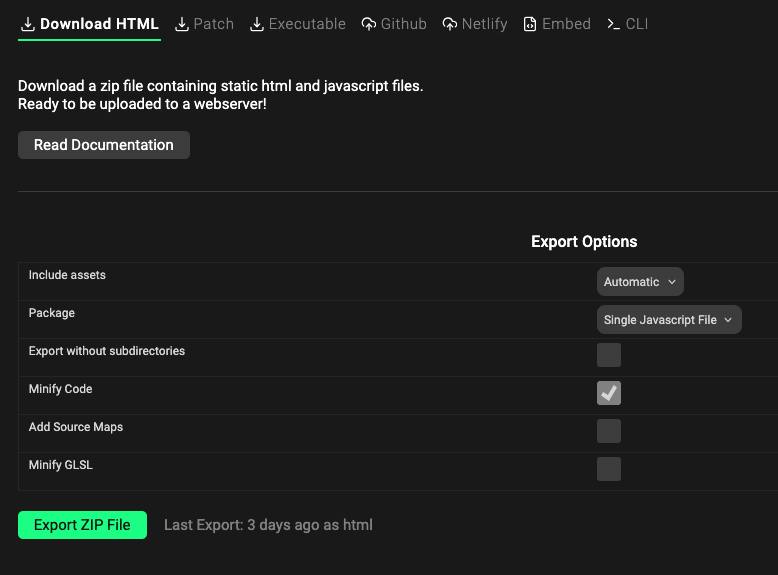 Download HTML Patch Executable Github Netlify Embed CLI
Download a zip file containing static html and javascript files.
Ready to be uploaded to a webserver!
Read Documentation
Export Options
Include assets Automatic
Package Single Javascript File
Export without subdirectories
Minify Code
Add Source Maps
Minify GLSL
Export ZIP File Last Export: 3 days ago as html